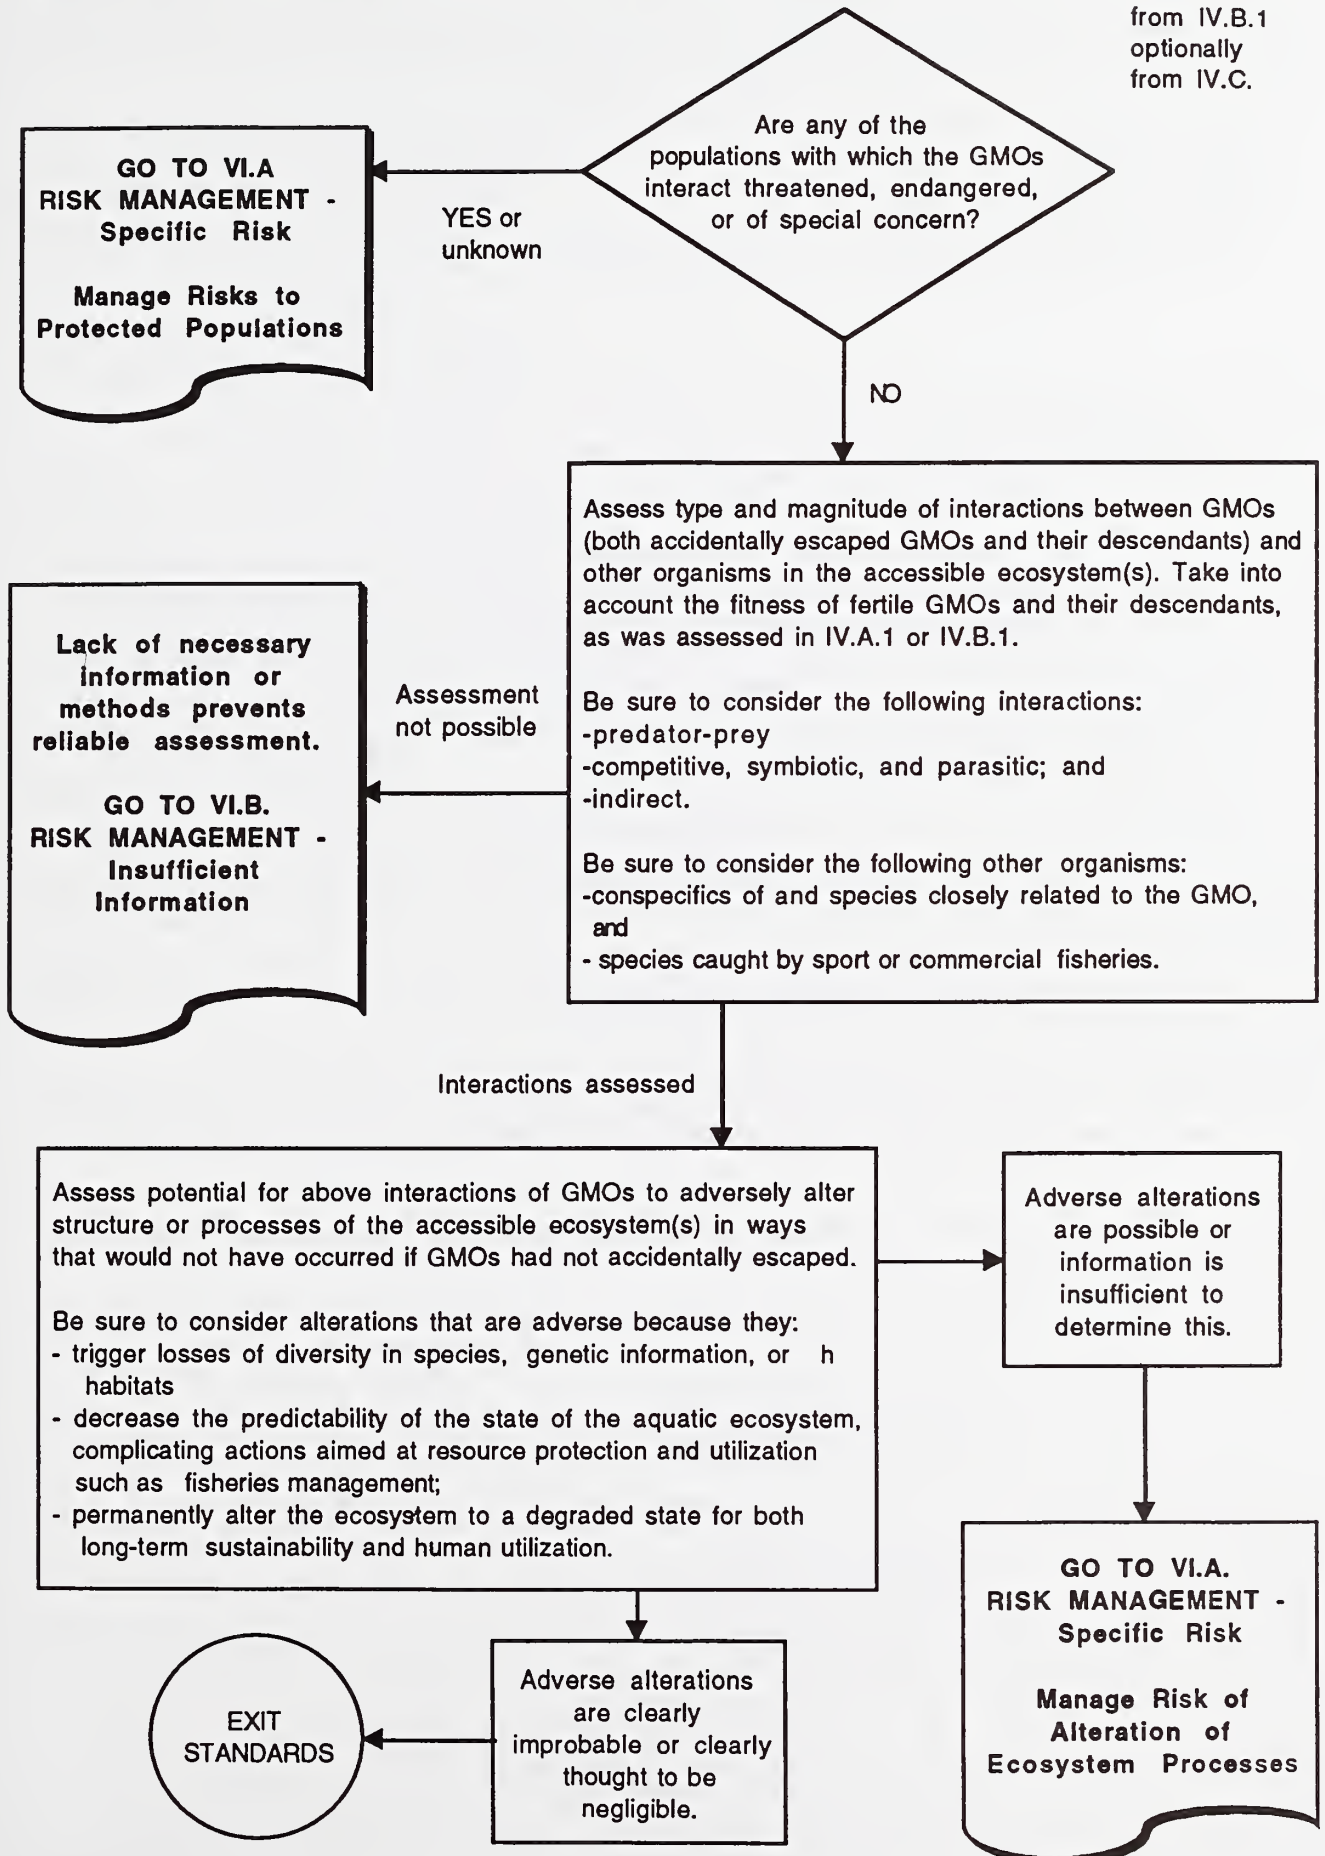 from IV.B.1
optionally
from IV.C.
Are any of the
populations with which the GMOs
interact threatened, endangered,
or of special concern?
YES or
unknown
GO TO VI.A
RISK MANAGEMENT -
Specific Risk
Manage Risks to
Protected Populations
NO
Assess type and magnitude of interactions between GMOs
(both accidentally escaped GMOs and their descendants) and
other organisms in the accessible ecosystem(s). Take into
account the fitness of fertile GMOs and their descendants,
as was assessed in IV.A.1 or IV.B.1.
Be sure to consider the following interactions:
-predator-prey
-competitive, symbiotic, and parasitic; and
-indirect.
Be sure to consider the following other organisms:
-conspecifics of and species closely related to the GMO,
and
- species caught by sport or commercial fisheries.
Assessment
not possible
Lack of necessary
information or
methods prevents
reliable assessment.
GO TO VI.B.
RISK MANAGEMENT -
Insufficient
Information
Interactions assessed
Assess potential for above interactions of GMOs to adversely alter
structure or processes of the accessible ecosystem(s) in ways
that would not have occurred if GMOs had not accidentally escaped.
Be sure to consider alterations that are adverse because they:
- trigger losses of diversity in species, genetic information, or h
habitats
- decrease the predictability of the state of the aquatic ecosystem,
complicating actions aimed at resource protection and utilization
such as fisheries management;
- permanently alter the ecosystem to a degraded state for both
long-term sustainability and human utilization.
Adverse alterations
are possible or
information is
insufficient to
determine this.
GO TO VI.A.
RISK MANAGEMENT -
Specific Risk
Manage Risk of
Alteration of
Ecosystem Processes
Adverse alterations
are clearly
improbable or clearly
thought to be
negligible.
EXIT
STANDARDS